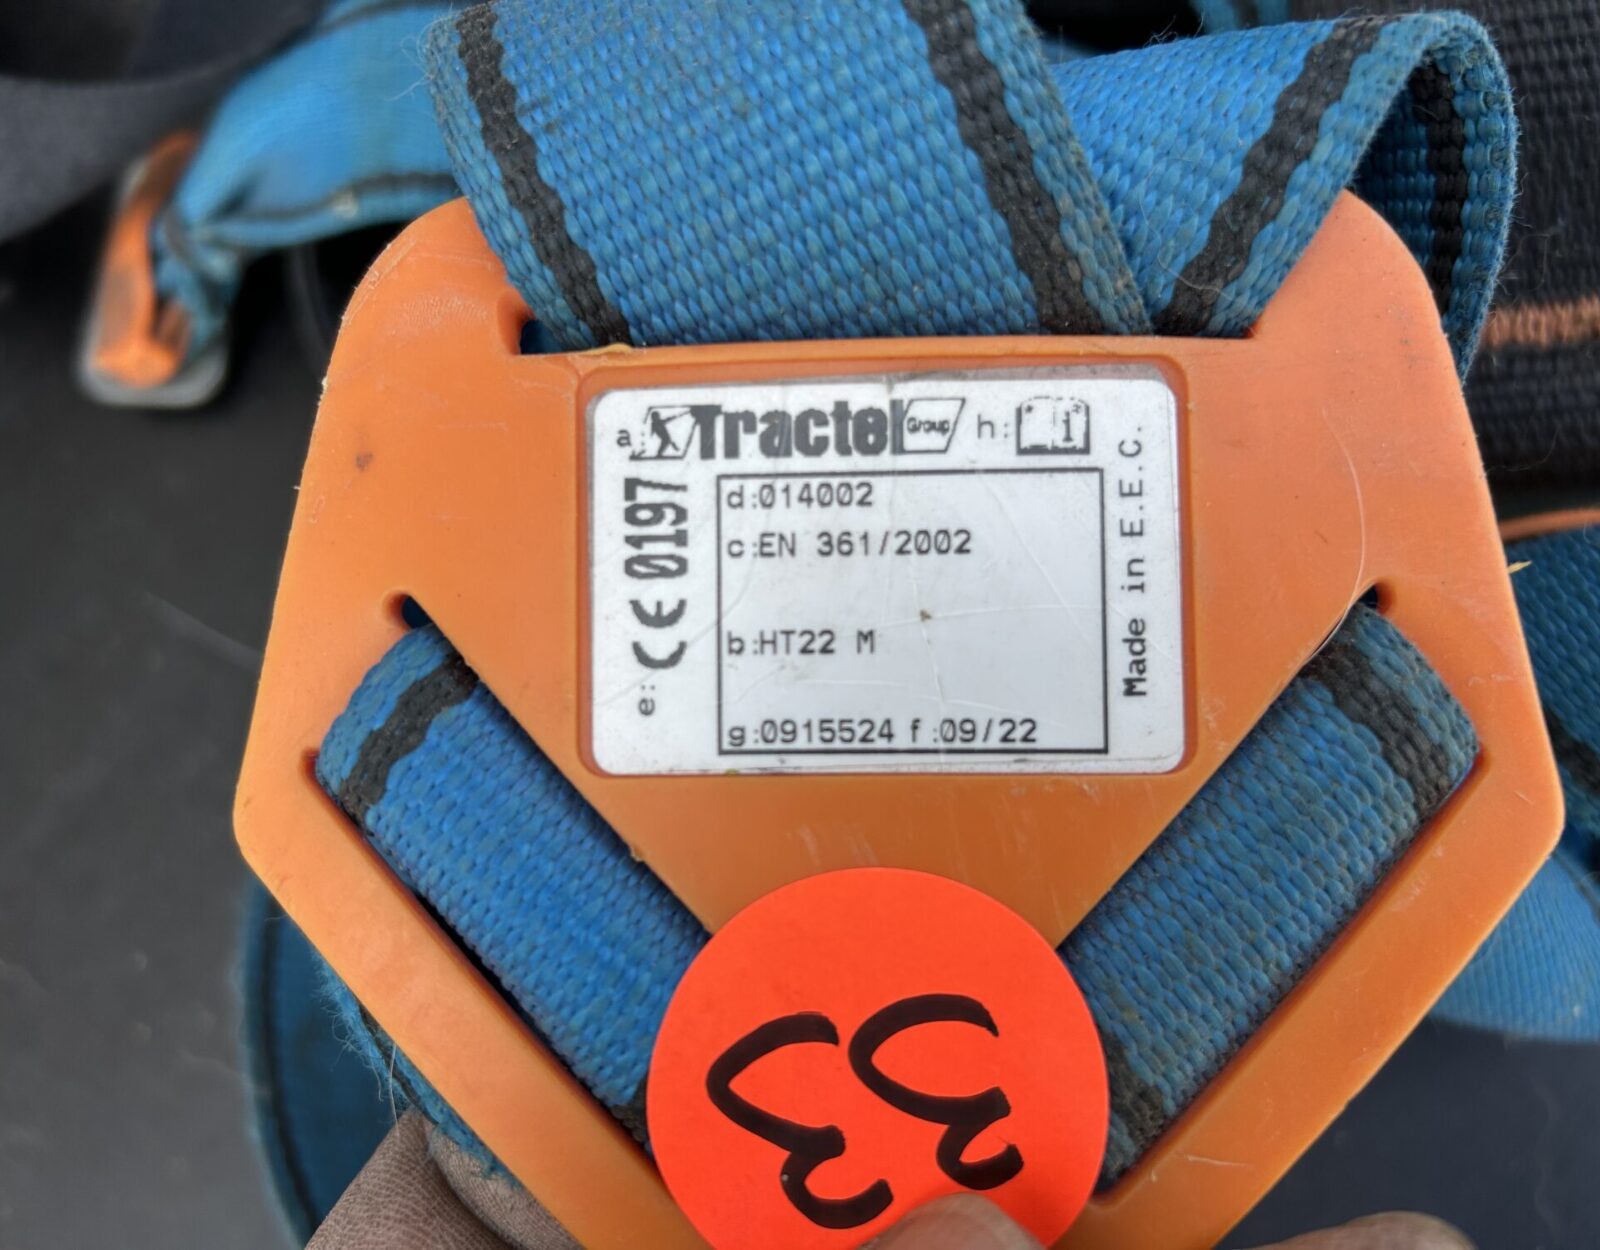 a: Tractel Group h: i
d:014002
c:EN 361/2002
b:HT22 M
g:0915524 f:09/22
e: CE 0197
Made in E.E.C.
33